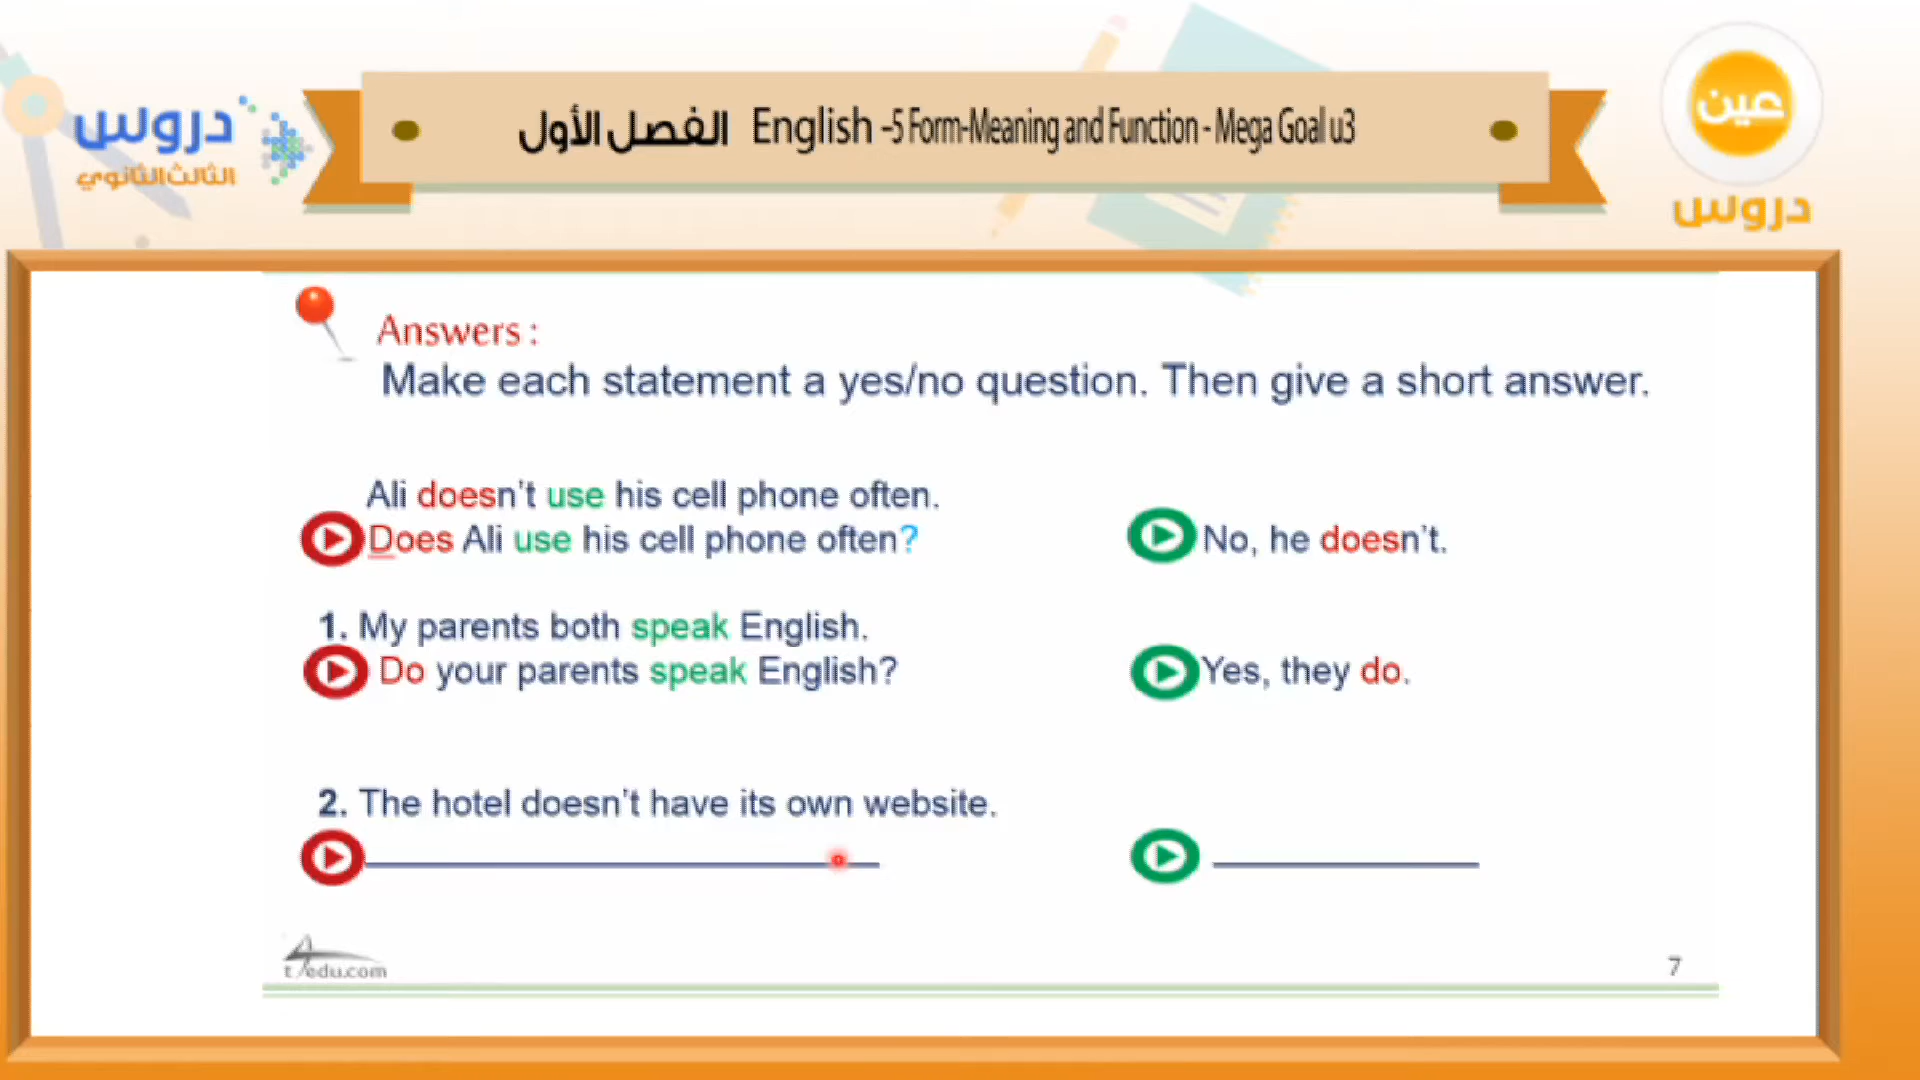 دروس
الثالث الثانوي
الفصل الأول English -5 Form-Meaning and Function - Mega Goal u3
عين
دروس
Answers :
Make each statement a yes/no question. Then give a short answer.
Ali doesn't use his cell phone often.
Does Ali use his cell phone often?
No, he doesn't.
1. My parents both speak English.
Do your parents speak English?
Yes, they do.
2. The hotel doesn't have its own website.
t4edu.com
7